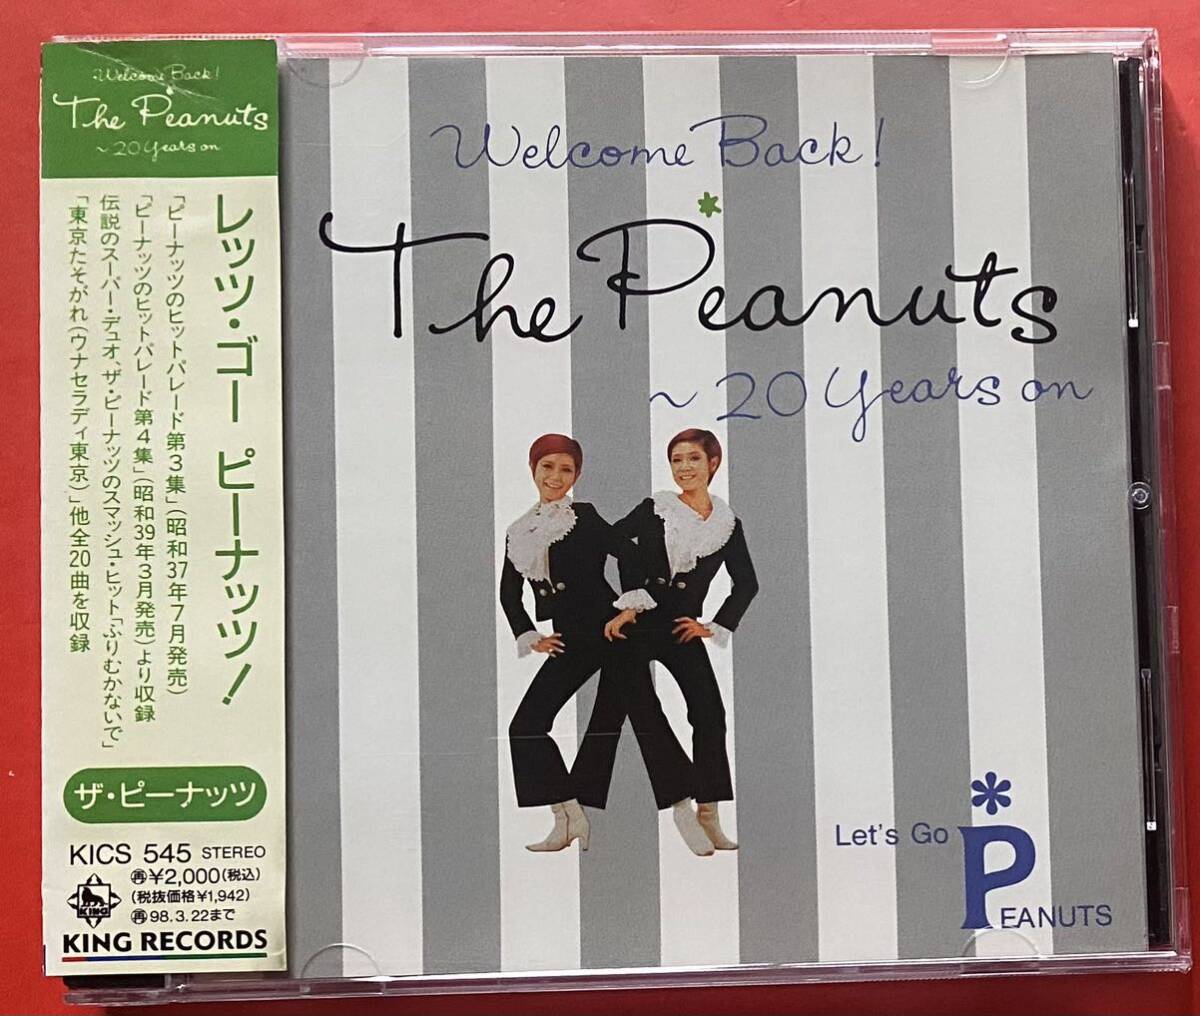 Welcome Back!
The Peanuts
~20 Years on
レッツ・ゴー ピーナッツ!
「ピーナッツのヒットパレード第3集」(昭和37年7月発売)
「ピーナッツのヒットパレード第4集」(昭和39年3月発売)より収録
伝説のスーパー・デュオ、ザ・ピーナッツのスマッシュ・ヒット「ふりむかないで」
「東京たそがれ(ウナセラディ東京)」他全20曲を収録
ザ・ピーナッツ
KICS 545 STEREO
再¥2,000(税込)
(税抜価格¥1,942)
再98.3.22まで
KING
KING RECORDS
Welcome Back!
The Peanuts
~20 Years on
Let's Go
PEANUTS